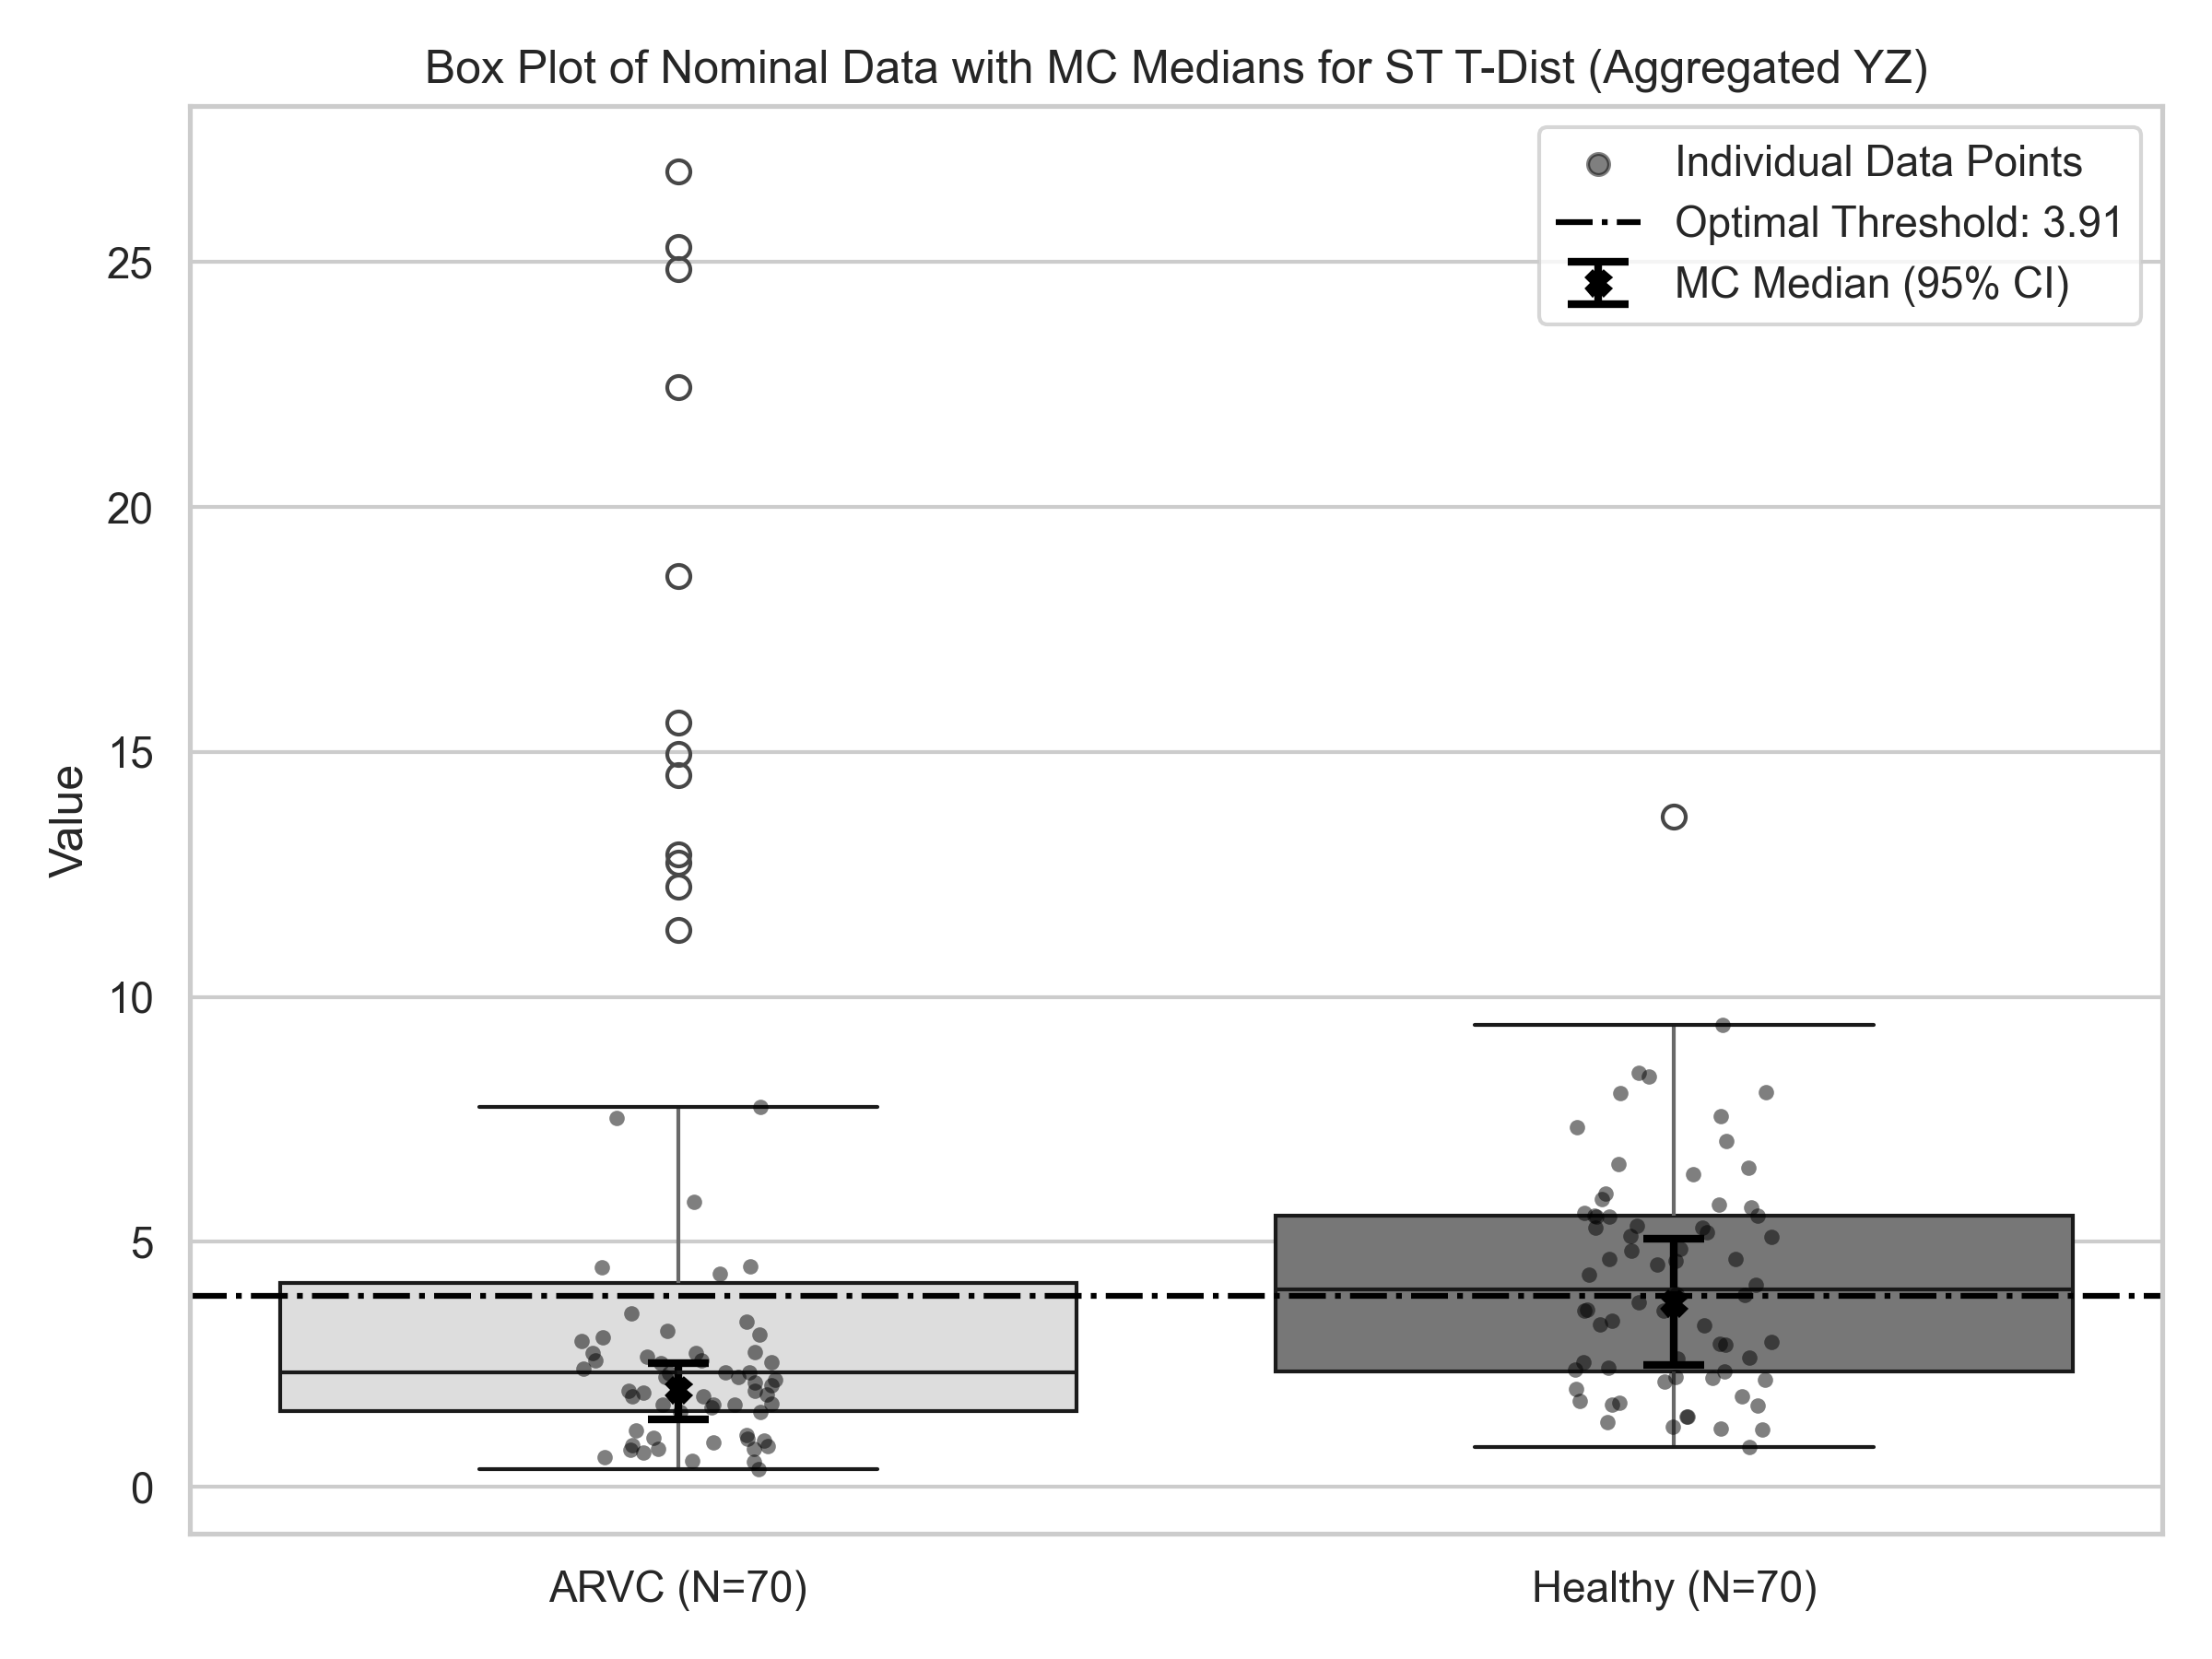 Box Plot of Nominal Data with MC Medians for ST T-Dist (Aggregated YZ)
Individual Data Points
Optimal Threshold: 3.91
MC Median (95% CI)
25
20
15
10
5
0
Value
ARVC (N=70)
Healthy (N=70)